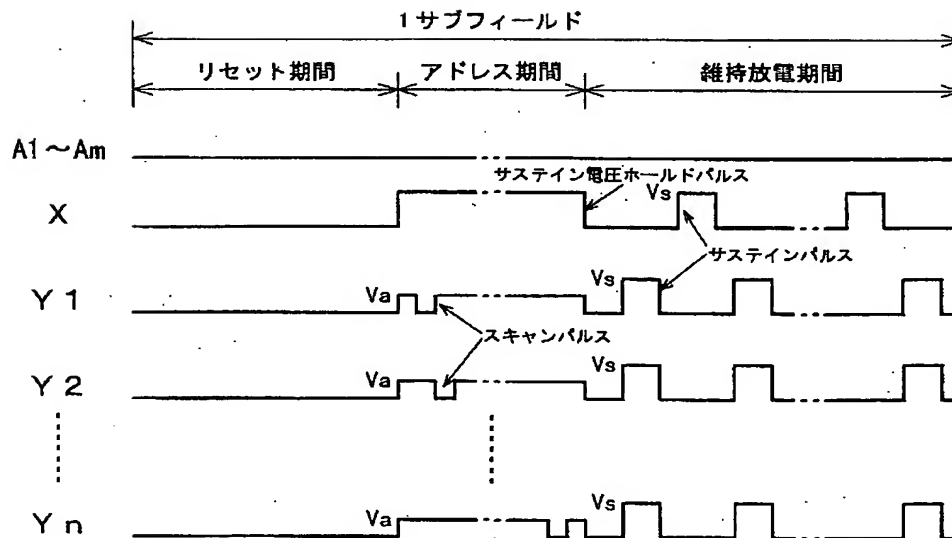 1サブフィールド
リセット期間 アドレス期間 維持放電期間
A1～Am
サステイン電圧ホールドパルス
X Vs
サステインパルス
Y1 Va Vs
スキャンパルス
Y2 Va Vs
Yn Va Vs